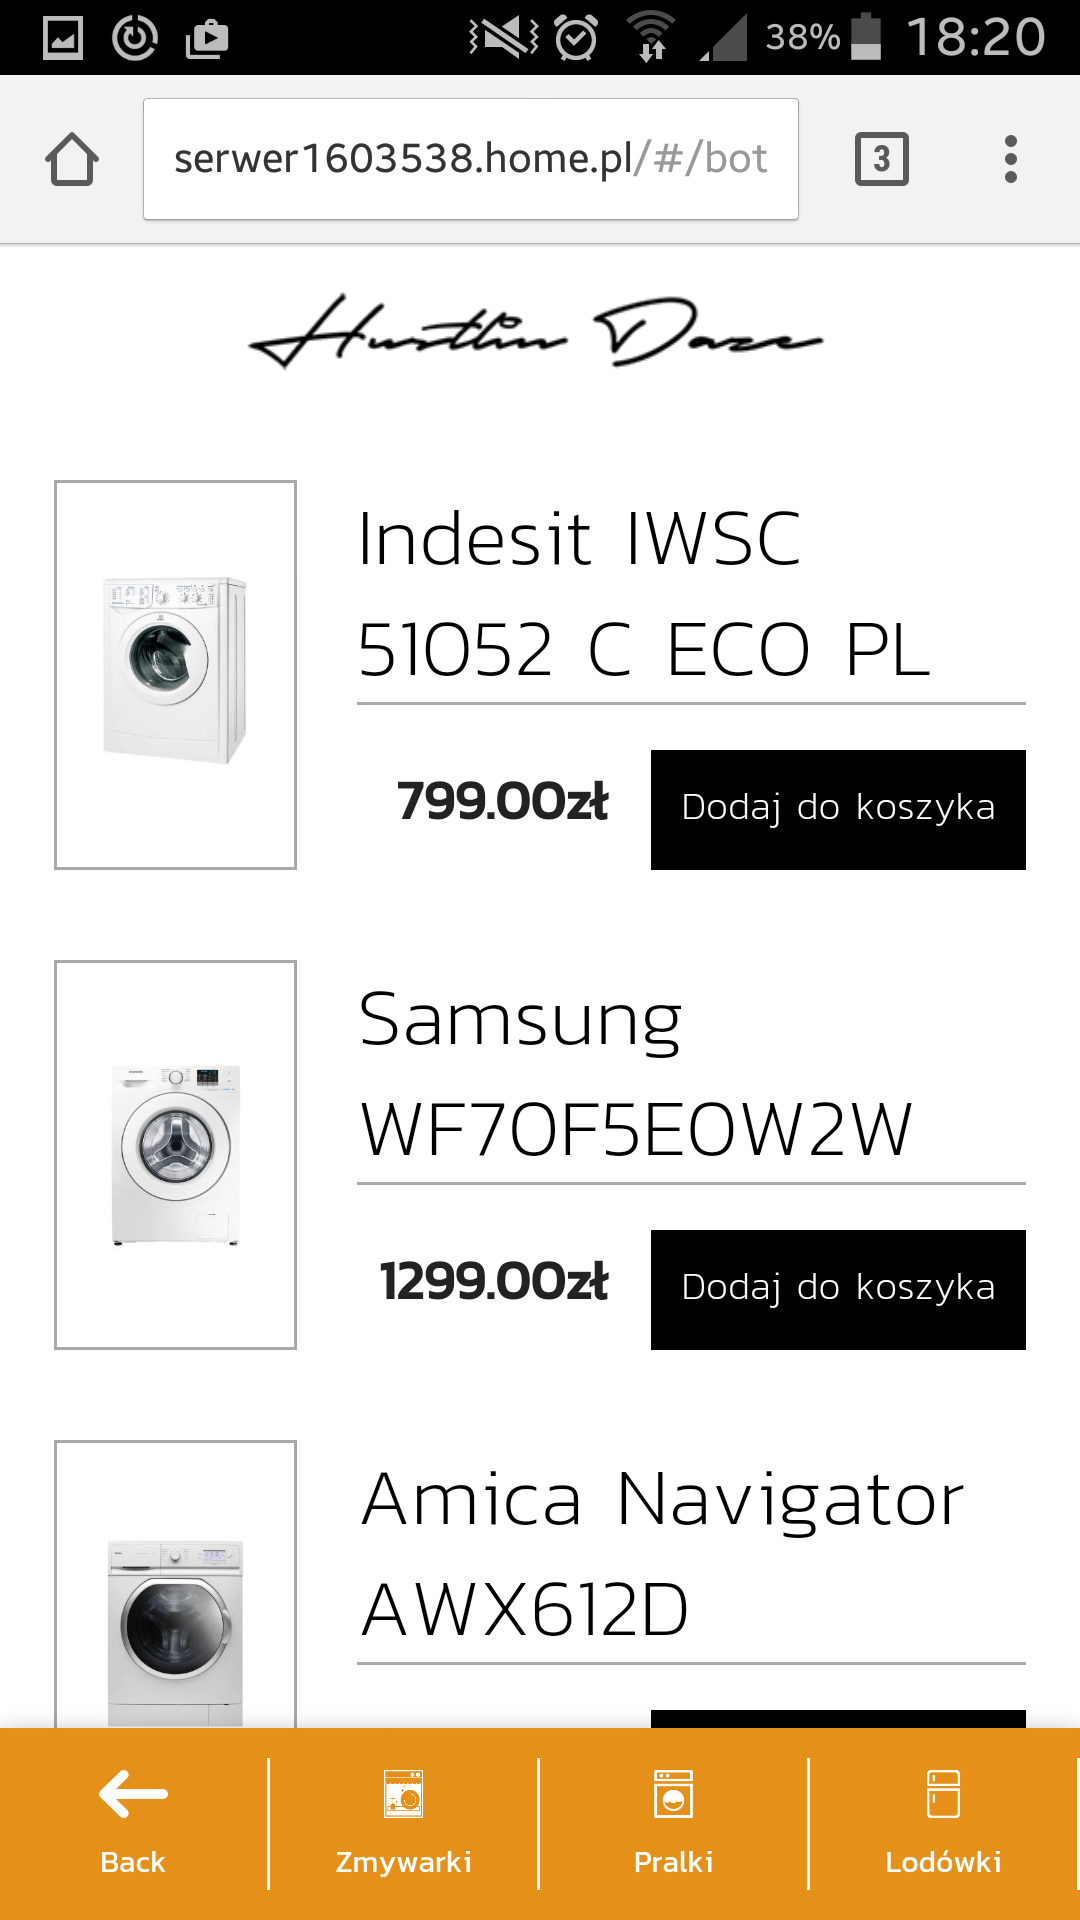 38% 18:20
serwer1603538.home.pl/#/bot
3
Hustlin Daze
Indesit IWSC
51052 C ECO PL
799.00zł
Dodaj do koszyka
Samsung
WF70F5E0W2W
1299.00zł
Dodaj do koszyka
Amica Navigator
AWX612D
Back
Zmywarki
Pralki
Lodówki